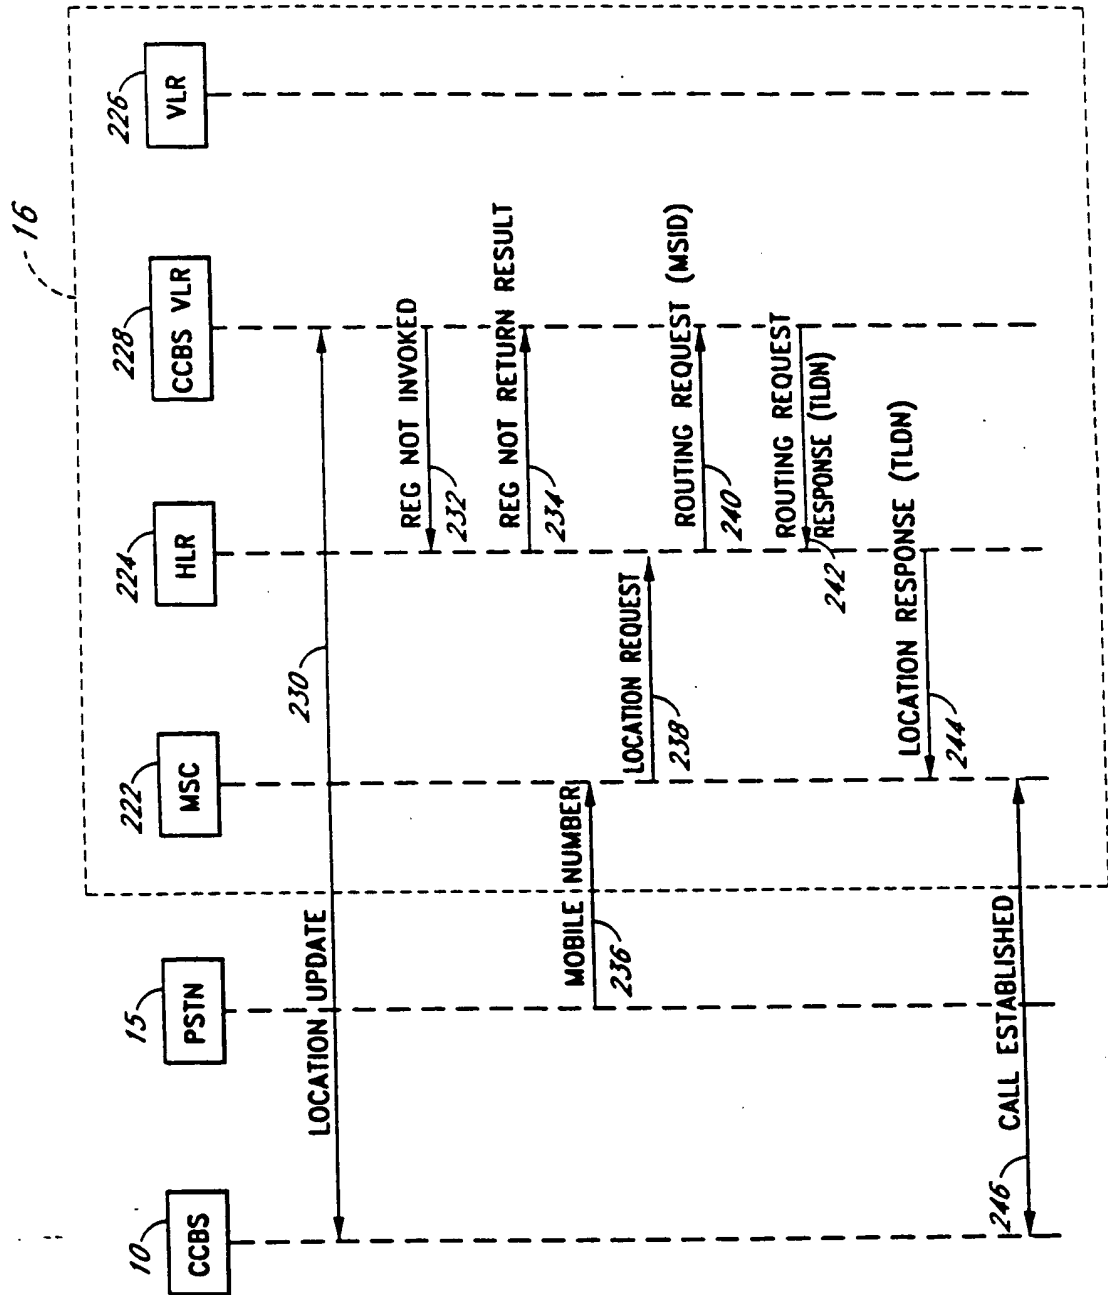 16
10
CCBS
15
PSTN
222
MSC
224
HLR
228
CCBS VLR
226
VLR
LOCATION UPDATE
230
REG NOT INVOKED
232
REG NOT RETURN RESULT
234
MOBILE NUMBER
236
LOCATION REQUEST
238
ROUTING REQUEST (MSID)
240
ROUTING REQUEST
RESPONSE (TLDN)
242
LOCATION RESPONSE (TLDN)
244
CALL ESTABLISHED
246